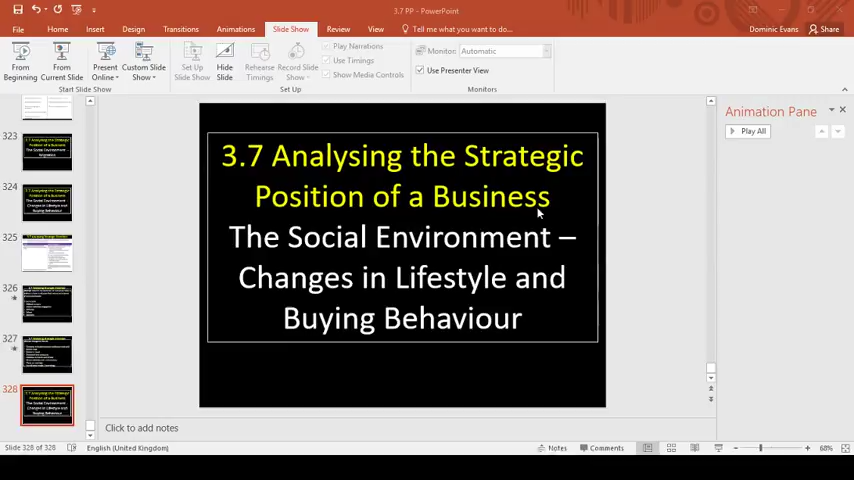 3.7 PP - PowerPoint
Dominic Evans
Share
File
Home
Insert
Design
Transitions
Animations
Slide Show
Review
View
Tell me what you want to do...
From Beginning
From Current Slide
Present Online
Custom Slide Show
Start Slide Show
Set Up Slide Show
Hide Slide
Rehearse Timings
Record Slide Show
Play Narrations
Use Timings
Show Media Controls
Set Up
Monitor:
Automatic
Use Presenter View
Monitors
323
324
325
326
327
328
3.7 Analysing the Strategic
Position of a Business
The Social Environment –
Changes in Lifestyle and
Buying Behaviour
Animation Pane
Play All
Click to add notes
Slide 328 of 328
English (United Kingdom)
Notes
Comments
68%